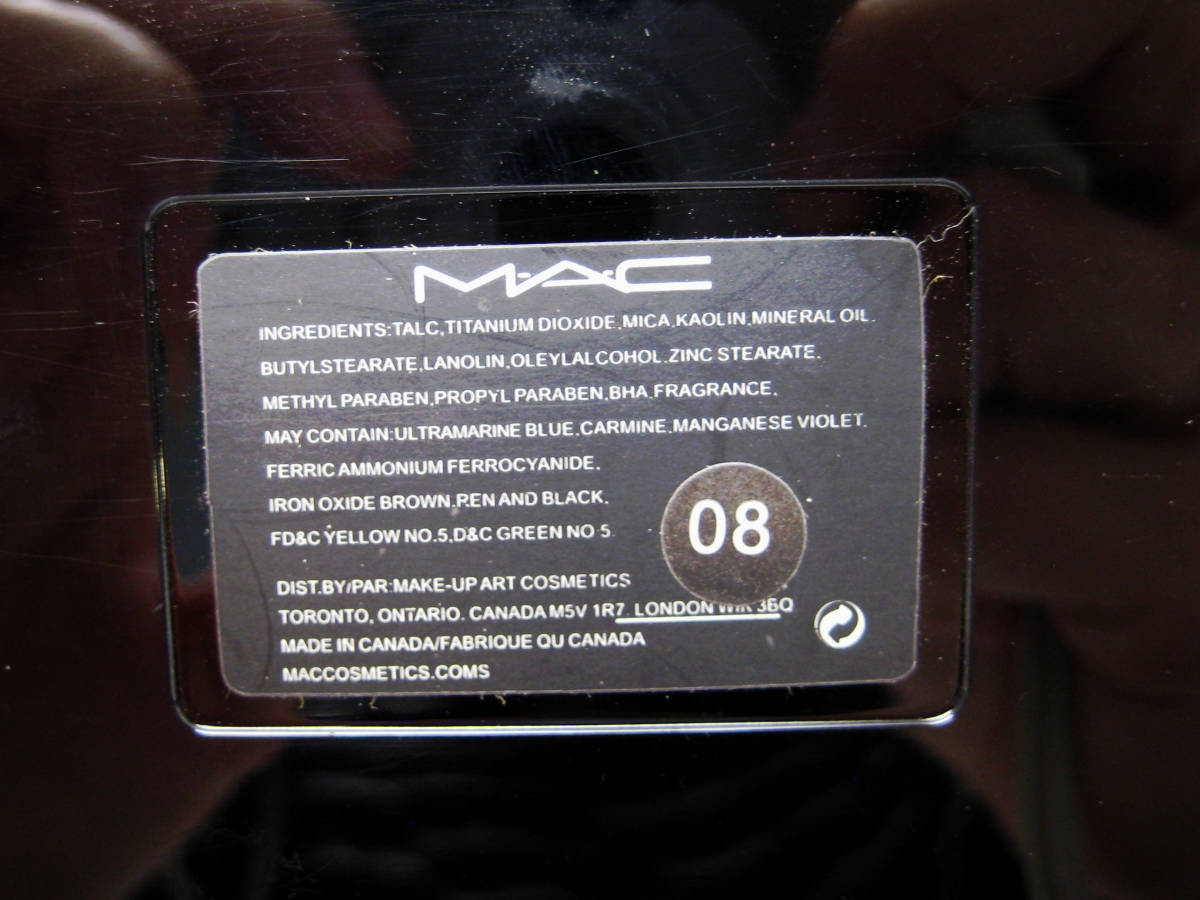 M·A·C
INGREDIENTS:TALC,TITANIUM DIOXIDE,MICA,KAOLIN,MINERAL OIL.
BUTYLSTEARATE,LANOLIN,OLEYLALCOHOL.ZINC STEARATE.
METHYL PARABEN,PROPYL PARABEN,BHA.FRAGRANCE.
MAY CONTAIN:ULTRAMARINE BLUE.CARMINE.MANGANESE VIOLET.
FERRIC AMMONIUM FERROCYANIDE.
IRON OXIDE BROWN.REN AND BLACK.
FD&C YELLOW NO.5,D&C GREEN NO 5.
08
DIST.BY/PAR:MAKE-UP ART COSMETICS
TORONTO, ONTARIO. CANADA M5V 1R7. LONDON W1K 3BQ
MADE IN CANADA/FABRIQUE QU CANADA
MACCOSMETICS.COMS